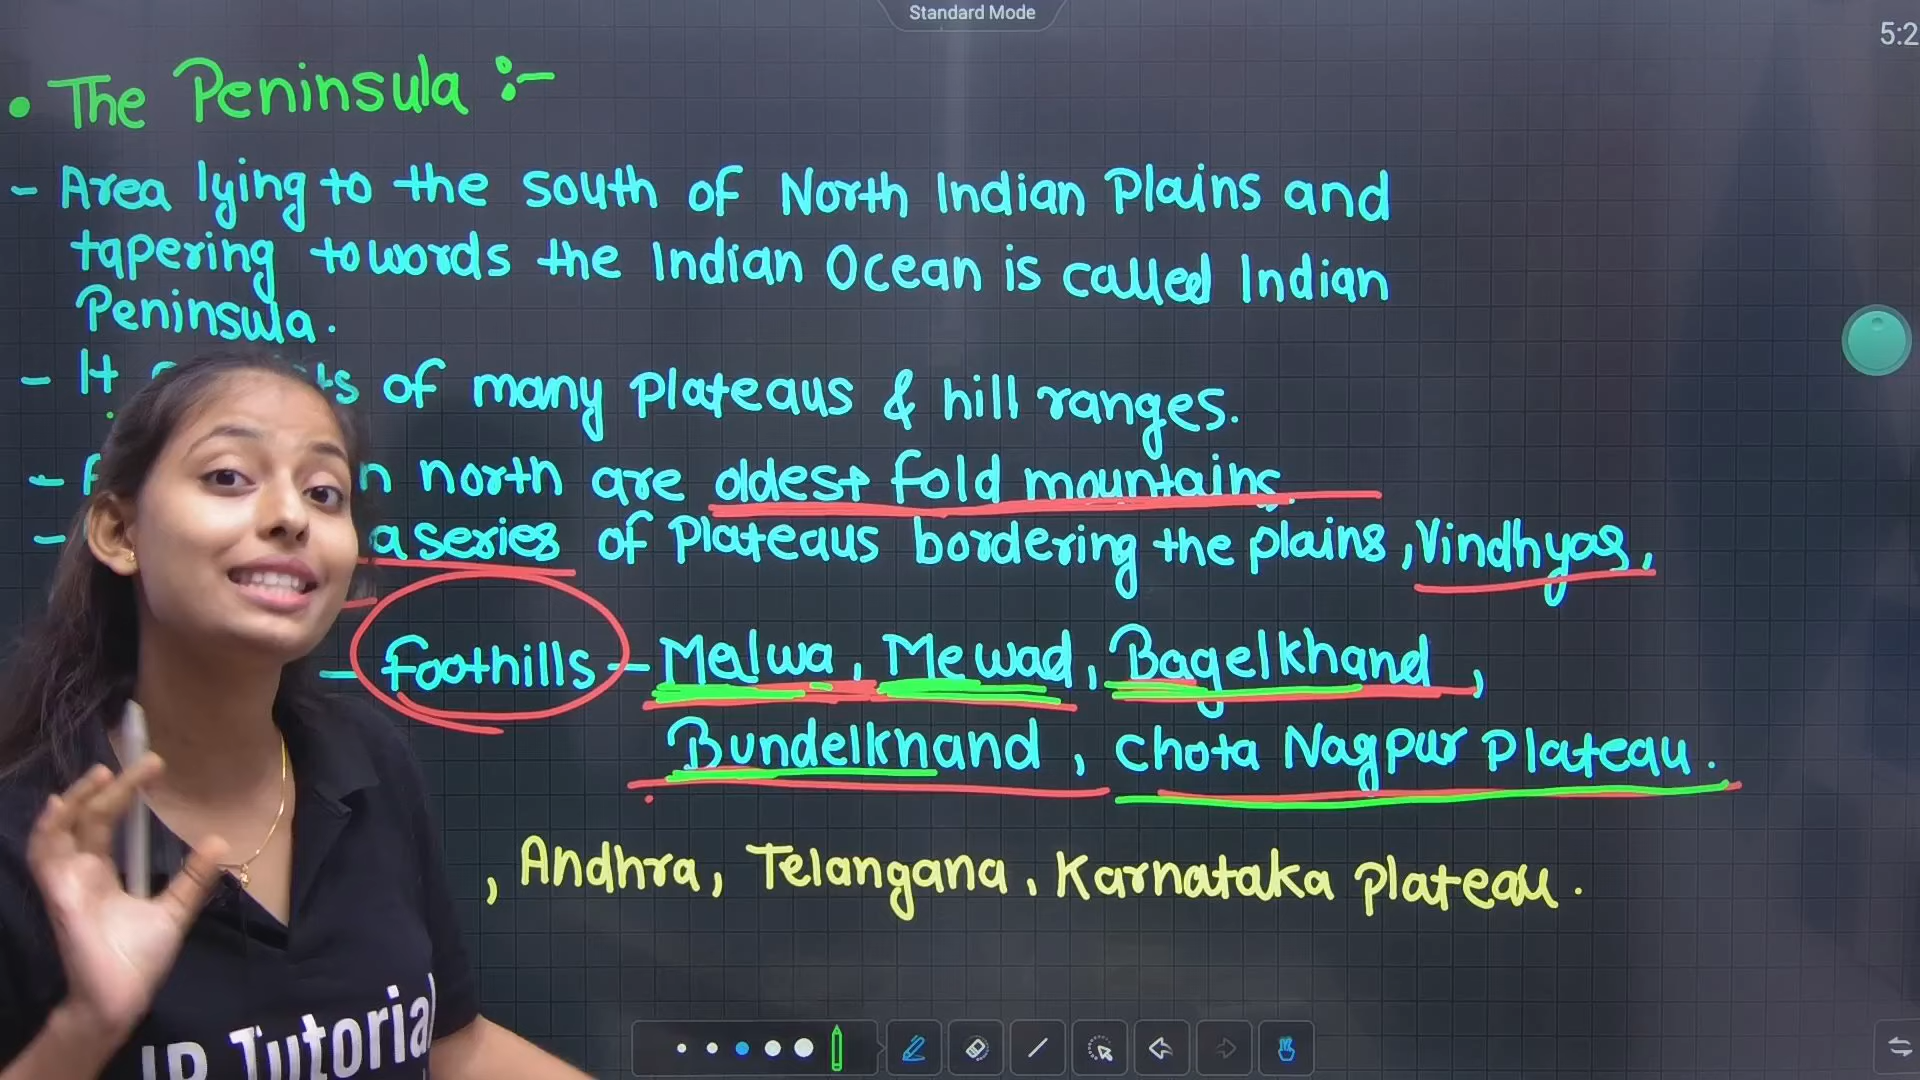 Standard Mode
5:2
• The Peninsula :-
- Area lying to the south of North Indian Plains and
tapering towords the Indian Ocean is called Indian
Peninsula.
- It of many Plateaus & hill ranges.
- north are oldest fold mountains.
- a series of Plateaus bordering the plains, Vindhyas,
- foothills - Malwa, Mewad, Bagelkhand,
Bundelknand, Chota Nagpur Plateau.
, Andhra, Telangana, Karnataka plateau.
Tutorial